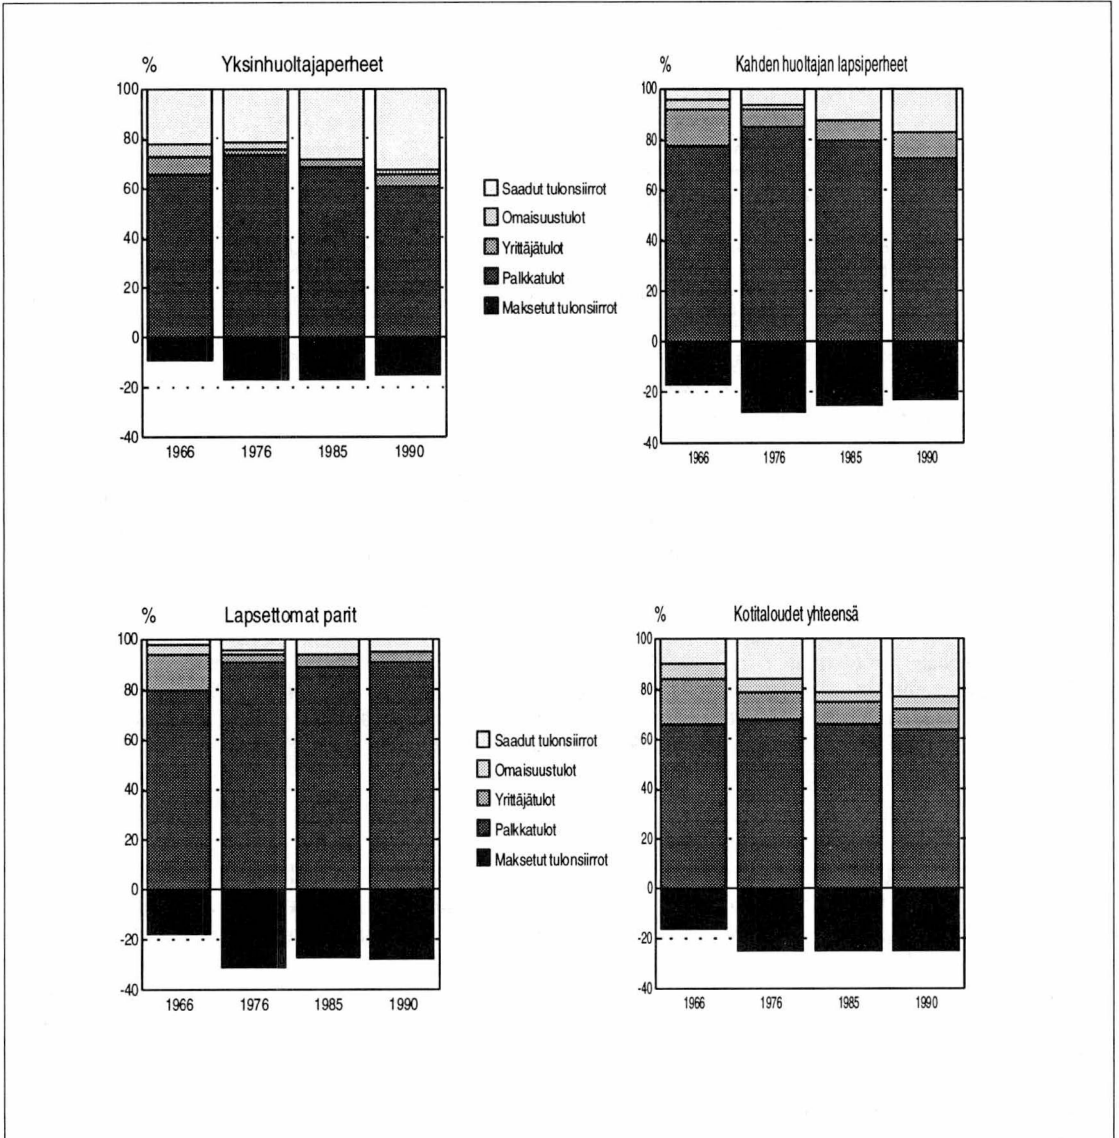 % Yksinhuoltajaperheet
100
80
60
40
20
0
-20
-40
1966 1976 1985 1990
Saadut tulonsiirrot
Omaisuustulot
Yrittäjätulot
Palkkatulot
Maksetut tulonsiirrot
% Kahden huoltajan lapsiperheet
100
80
60
40
20
0
-20
-40
1966 1976 1985 1990
% Lapsettomat parit
100
80
60
40
20
0
-20
-40
1966 1976 1985 1990
Saadut tulonsiirrot
Omaisuustulot
Yrittäjätulot
Palkkatulot
Maksetut tulonsiirrot
% Kotitaloudet yhteensä
100
80
60
40
20
0
-20
-40
1966 1976 1985 1990